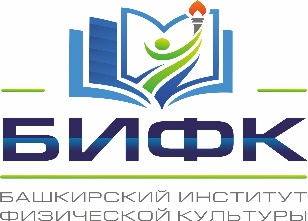 БИФК
БАШКИРСКИЙ ИНСТИТУТ
ФИЗИЧЕСКОЙ КУЛЬТУРЫ